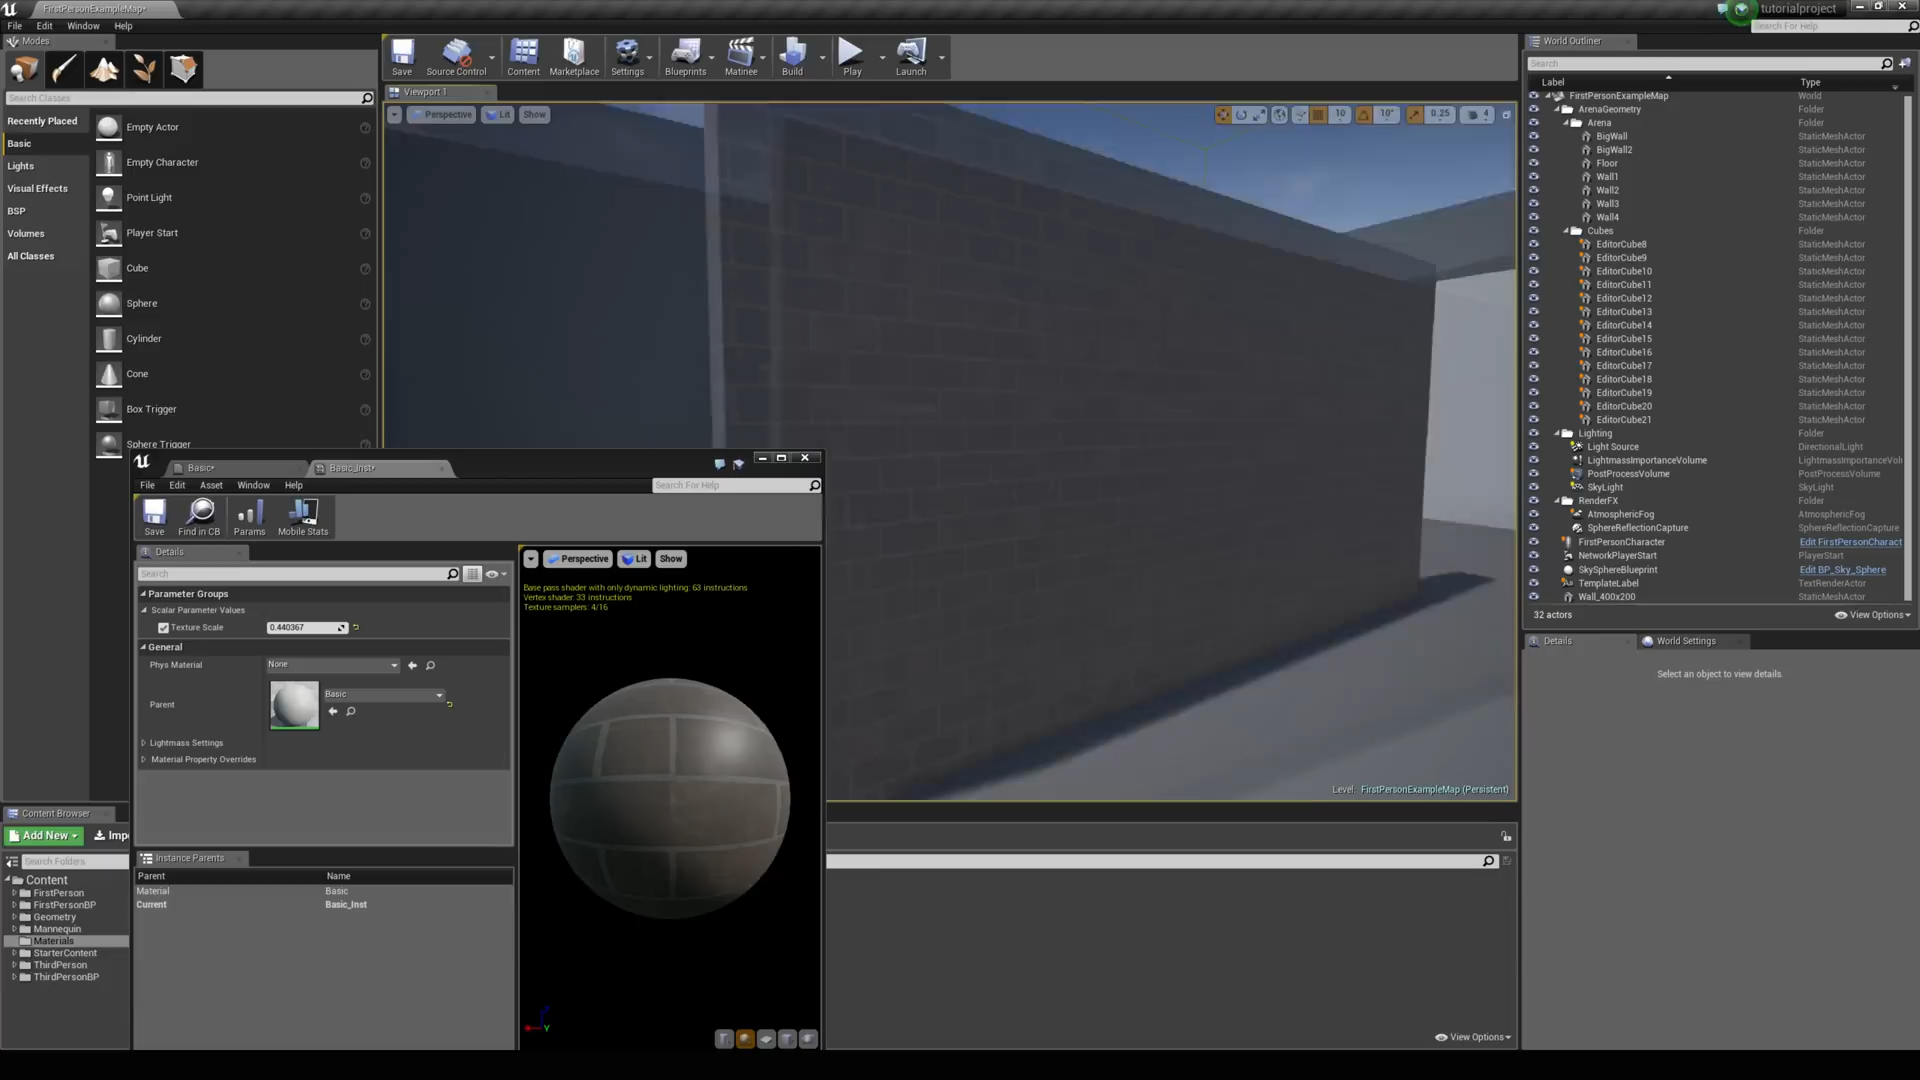 FirstPersonExampleMap*
tutorialproject
File Edit Window Help
Search For Help
Modes
Search Classes
Recently Placed
Basic
Lights
Visual Effects
BSP
Volumes
All Classes
Empty Actor
Empty Character
Point Light
Player Start
Cube
Sphere
Cylinder
Cone
Box Trigger
Sphere Trigger
Save
Source Control
Content
Marketplace
Settings
Blueprints
Matinee
Build
Play
Launch
Viewport 1
Perspective Lit Show
10 10° 0.25 4
Level: FirstPersonExampleMap (Persistent)
World Outliner
Search
Label Type
FirstPersonExampleMap World
ArenaGeometry Folder
Arena Folder
BigWall StaticMeshActor
BigWall2 StaticMeshActor
Floor StaticMeshActor
Wall1 StaticMeshActor
Wall2 StaticMeshActor
Wall3 StaticMeshActor
Wall4 StaticMeshActor
Cubes Folder
EditorCube8 StaticMeshActor
EditorCube9 StaticMeshActor
EditorCube10 StaticMeshActor
EditorCube11 StaticMeshActor
EditorCube12 StaticMeshActor
EditorCube13 StaticMeshActor
EditorCube14 StaticMeshActor
EditorCube15 StaticMeshActor
EditorCube16 StaticMeshActor
EditorCube17 StaticMeshActor
EditorCube18 StaticMeshActor
EditorCube19 StaticMeshActor
EditorCube20 StaticMeshActor
EditorCube21 StaticMeshActor
Lighting Folder
Light Source DirectionalLight
LightmassImportanceVolume LightmassImportanceVol
PostProcessVolume PostProcessVolume
SkyLight SkyLight
RenderFX Folder
AtmosphericFog AtmosphericFog
SphereReflectionCapture SphereReflectionCapture
FirstPersonCharacter Edit FirstPersonCharact
NetworkPlayerStart PlayerStart
SkySphereBlueprint Edit BP_Sky_Sphere
TemplateLabel TextRenderActor
Wall_400x200 StaticMeshActor
32 actors View Options
Details World Settings
Select an object to view details.
Basic* Basic_Inst*
File Edit Asset Window Help
Search For Help
Save Find in CB Params Mobile Stats
Details
Search
Parameter Groups
Scalar Parameter Values
Texture Scale 0.440367
General
Phys Material None
Parent Basic
Lightmass Settings
Material Property Overrides
Perspective Lit Show
Base pass shader with only dynamic lighting: 63 instructions
Vertex shader: 33 instructions
Texture samplers: 4/16
Y
Instance Parents
Parent Name
Material Basic
Current Basic_Inst
Content Browser
Add New Impo
Search Folders
Content
FirstPerson
FirstPersonBP
Geometry
Mannequin
Materials
StarterContent
ThirdPerson
ThirdPersonBP
View Options